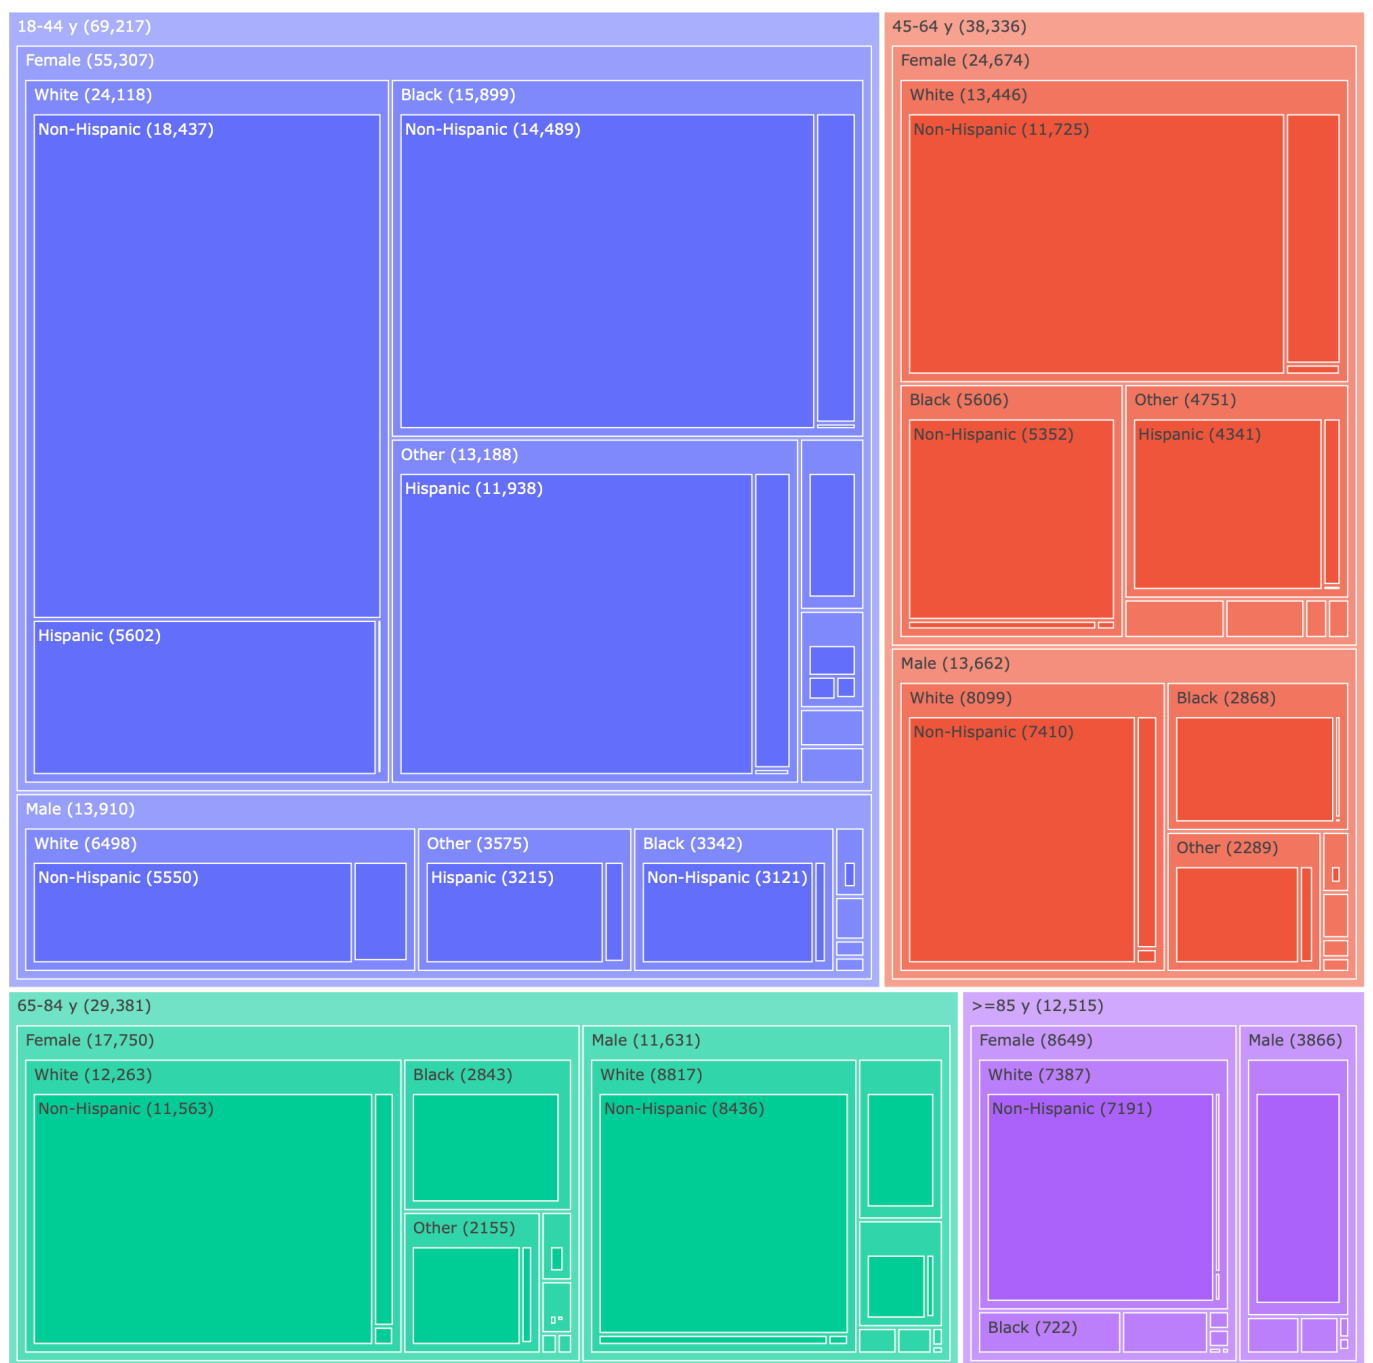 18-44 y (69,217)
Female (55,307)
White (24,118)
Non-Hispanic (18,437)
Hispanic (5602)
Black (15,899)
Non-Hispanic (14,489)
Other (13,188)
Hispanic (11,938)
Male (13,910)
White (6498)
Non-Hispanic (5550)
Other (3575)
Hispanic (3215)
Black (3342)
Non-Hispanic (3121)
45-64 y (38,336)
Female (24,674)
White (13,446)
Non-Hispanic (11,725)
Black (5606)
Non-Hispanic (5352)
Other (4751)
Hispanic (4341)
Male (13,662)
White (8099)
Non-Hispanic (7410)
Black (2868)
Other (2289)
65-84 y (29,381)
Female (17,750)
White (12,263)
Non-Hispanic (11,563)
Black (2843)
Other (2155)
Male (11,631)
White (8817)
Non-Hispanic (8436)
>=85 y (12,515)
Female (8649)
White (7387)
Non-Hispanic (7191)
Black (722)
Male (3866)